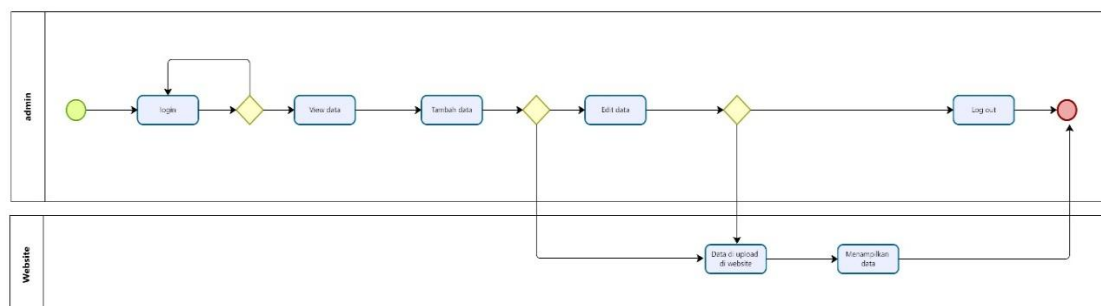 admin
login
View data
Tambah data
Edit data
Log out
Website
Data di upload
di website
Menampilkan
data